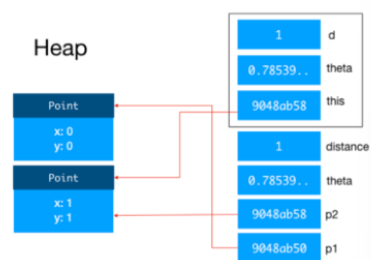 Heap
Point
x: 0
y: 0
Point
x: 1
y: 1
1 d
0.78539.. theta
9048ab58 this
1 distance
0.78539.. theta
9048ab58 p2
9048ab50 p1